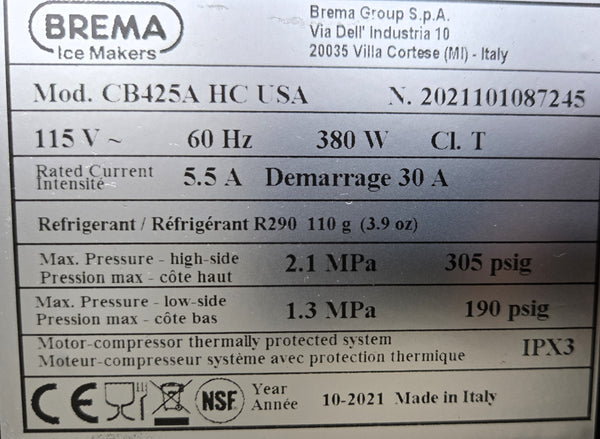 BREMA
Ice Makers
Brema Group S.p.A.
Via Dell' Industria 10
20035 Villa Cortese (MI) - Italy
Mod. CB425A HC USA N. 2021101087245
115 V ~ 60 Hz 380 W Cl. T
Rated Current
Intensité 5.5 A Demarrage 30 A
Refrigerant / Réfrigérant R290 110 g (3.9 oz)
Max. Pressure - high-side
Pression max - côte haut 2.1 MPa 305 psig
Max. Pressure - low-side
Pression max - côte bas 1.3 MPa 190 psig
Motor-compressor thermally protected system
Moteur-compresseur système avec protection thermique IPX3
CE NSF
Year
Année 10-2021 Made in Italy